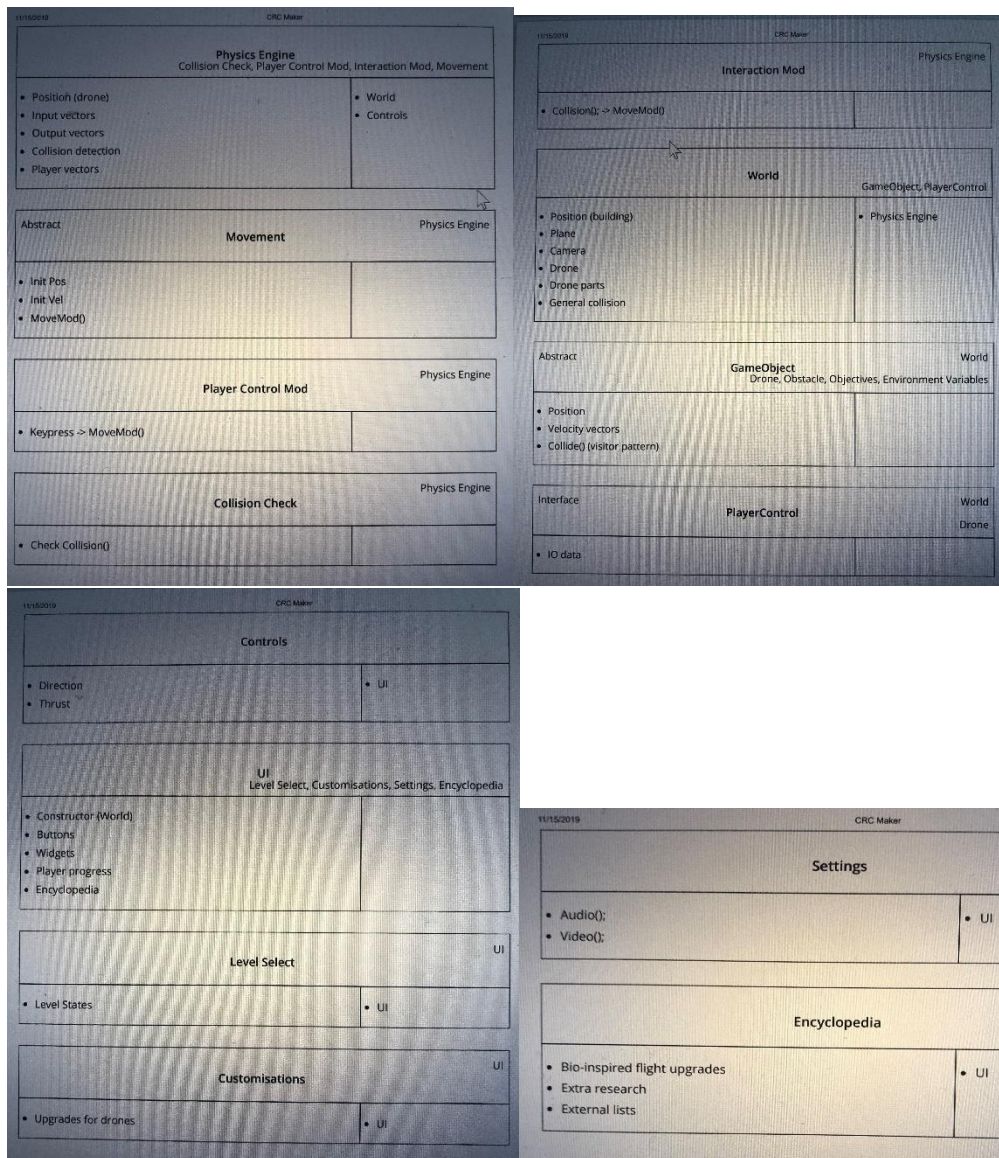 11/15/2019 CRC Maker
Physics Engine
Collision Check, Player Control Mod, Interaction Mod, Movement
• Position (drone)
• Input vectors
• Output vectors
• Collision detection
• Player vectors
• World
• Controls
Abstract
Physics Engine
Movement
• Init Pos
• Init Vel
• MoveMod()
Physics Engine
Player Control Mod
• Keypress -> MoveMod()
Physics Engine
Collision Check
• Check Collision()
11/15/2019 CRC Maker
Physics Engine
Interaction Mod
• Collision(); -> MoveMod()
World
GameObject, PlayerControl
• Position (building)
• Plane
• Camera
• Drone
• Drone parts
• General collision
• Physics Engine
Abstract
World
GameObject
Drone, Obstacle, Objectives, Environment Variables
• Position
• Velocity vectors
• Collide() (visitor pattern)
Interface
World
PlayerControl
Drone
• IO data
11/15/2019 CRC Maker
Controls
• Direction
• Thrust
• UI
UI
Level Select, Customisations, Settings, Encyclopedia
• Constructor (World)
• Buttons
• Widgets
• Player progress
• Encyclopedia
UI
Level Select
• Level States
• UI
UI
Customisations
• Upgrades for drones
• UI
11/15/2019 CRC Maker
Settings
• Audio();
• Video();
• UI
Encyclopedia
• Bio-inspired flight upgrades
• Extra research
• External lists
• UI